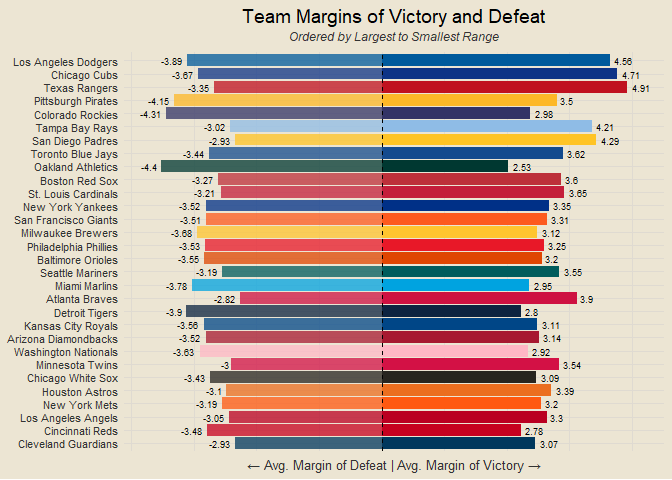 Team Margins of Victory and Defeat
Ordered by Largest to Smallest Range
Los Angeles Dodgers -3.89 4.56
Chicago Cubs -3.67 4.71
Texas Rangers -3.35 4.91
Pittsburgh Pirates -4.15 3.5
Colorado Rockies -4.31 2.98
Tampa Bay Rays -3.02 4.21
San Diego Padres -2.93 4.29
Toronto Blue Jays -3.44 3.62
Oakland Athletics -4.4 2.53
Boston Red Sox -3.27 3.6
St. Louis Cardinals -3.21 3.65
New York Yankees -3.52 3.35
San Francisco Giants -3.51 3.31
Milwaukee Brewers -3.68 3.12
Philadelphia Phillies -3.53 3.25
Baltimore Orioles -3.55 3.2
Seattle Mariners -3.19 3.55
Miami Marlins -3.78 2.95
Atlanta Braves -2.82 3.9
Detroit Tigers -3.9 2.8
Kansas City Royals -3.56 3.11
Arizona Diamondbacks -3.52 3.14
Washington Nationals -3.63 2.92
Minnesota Twins -3 3.54
Chicago White Sox -3.43 3.09
Houston Astros -3.1 3.39
New York Mets -3.19 3.2
Los Angeles Angels -3.05 3.3
Cincinnati Reds -3.48 2.78
Cleveland Guardians -2.93 3.07
← Avg. Margin of Defeat | Avg. Margin of Victory →